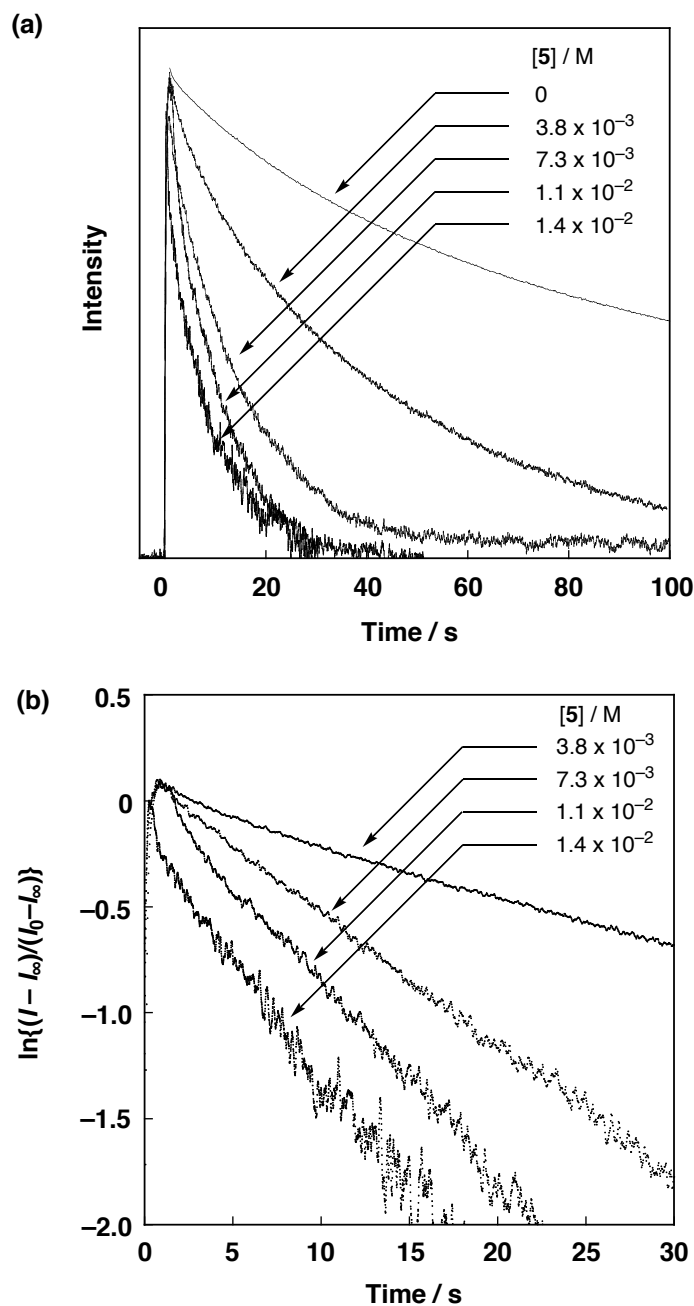 (a)
[5] / M
0
3.8 x 10⁻³
7.3 x 10⁻³
1.1 x 10⁻²
1.4 x 10⁻²
Intensity
0 20 40 60 80 100
Time / s
(b)
[5] / M
3.8 x 10⁻³
7.3 x 10⁻³
1.1 x 10⁻²
1.4 x 10⁻²
ln{(I – I∞)/(I₀–I∞)}
0.5
0
–0.5
–1.0
–1.5
–2.0
0 5 10 15 20 25 30
Time / s